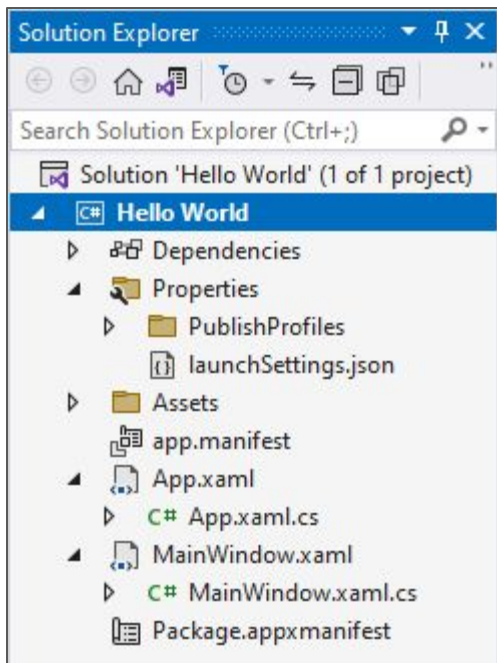 Solution Explorer
Search Solution Explorer (Ctrl+;)
Solution 'Hello World' (1 of 1 project)
C# Hello World
Dependencies
Properties
PublishProfiles
launchSettings.json
Assets
app.manifest
App.xaml
C# App.xaml.cs
MainWindow.xaml
C# MainWindow.xaml.cs
Package.appxmanifest